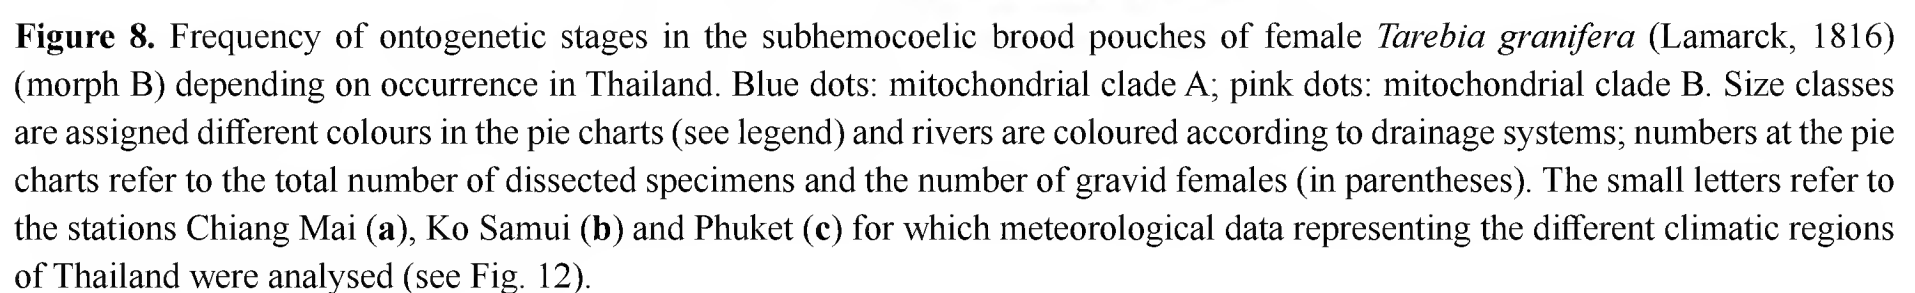 Figure 8. Frequency of ontogenetic stages in the subhemocoelic brood pouches of female Tarebia granifera (Lamarck, 1816)
(morph B) depending on occurrence in Thailand. Blue dots: mitochondrial clade A; pink dots: mitochondrial clade B. Size classes
are assigned different colours in the pie charts (see legend) and rivers are coloured according to drainage systems; numbers at the pie
charts refer to the total number of dissected specimens and the number of gravid females (in parentheses). The small letters refer to
the stations Chiang Mai (a), Ko Samui (b) and Phuket (c) for which meteorological data representing the different climatic regions
of Thailand were analysed (see Fig. 12).